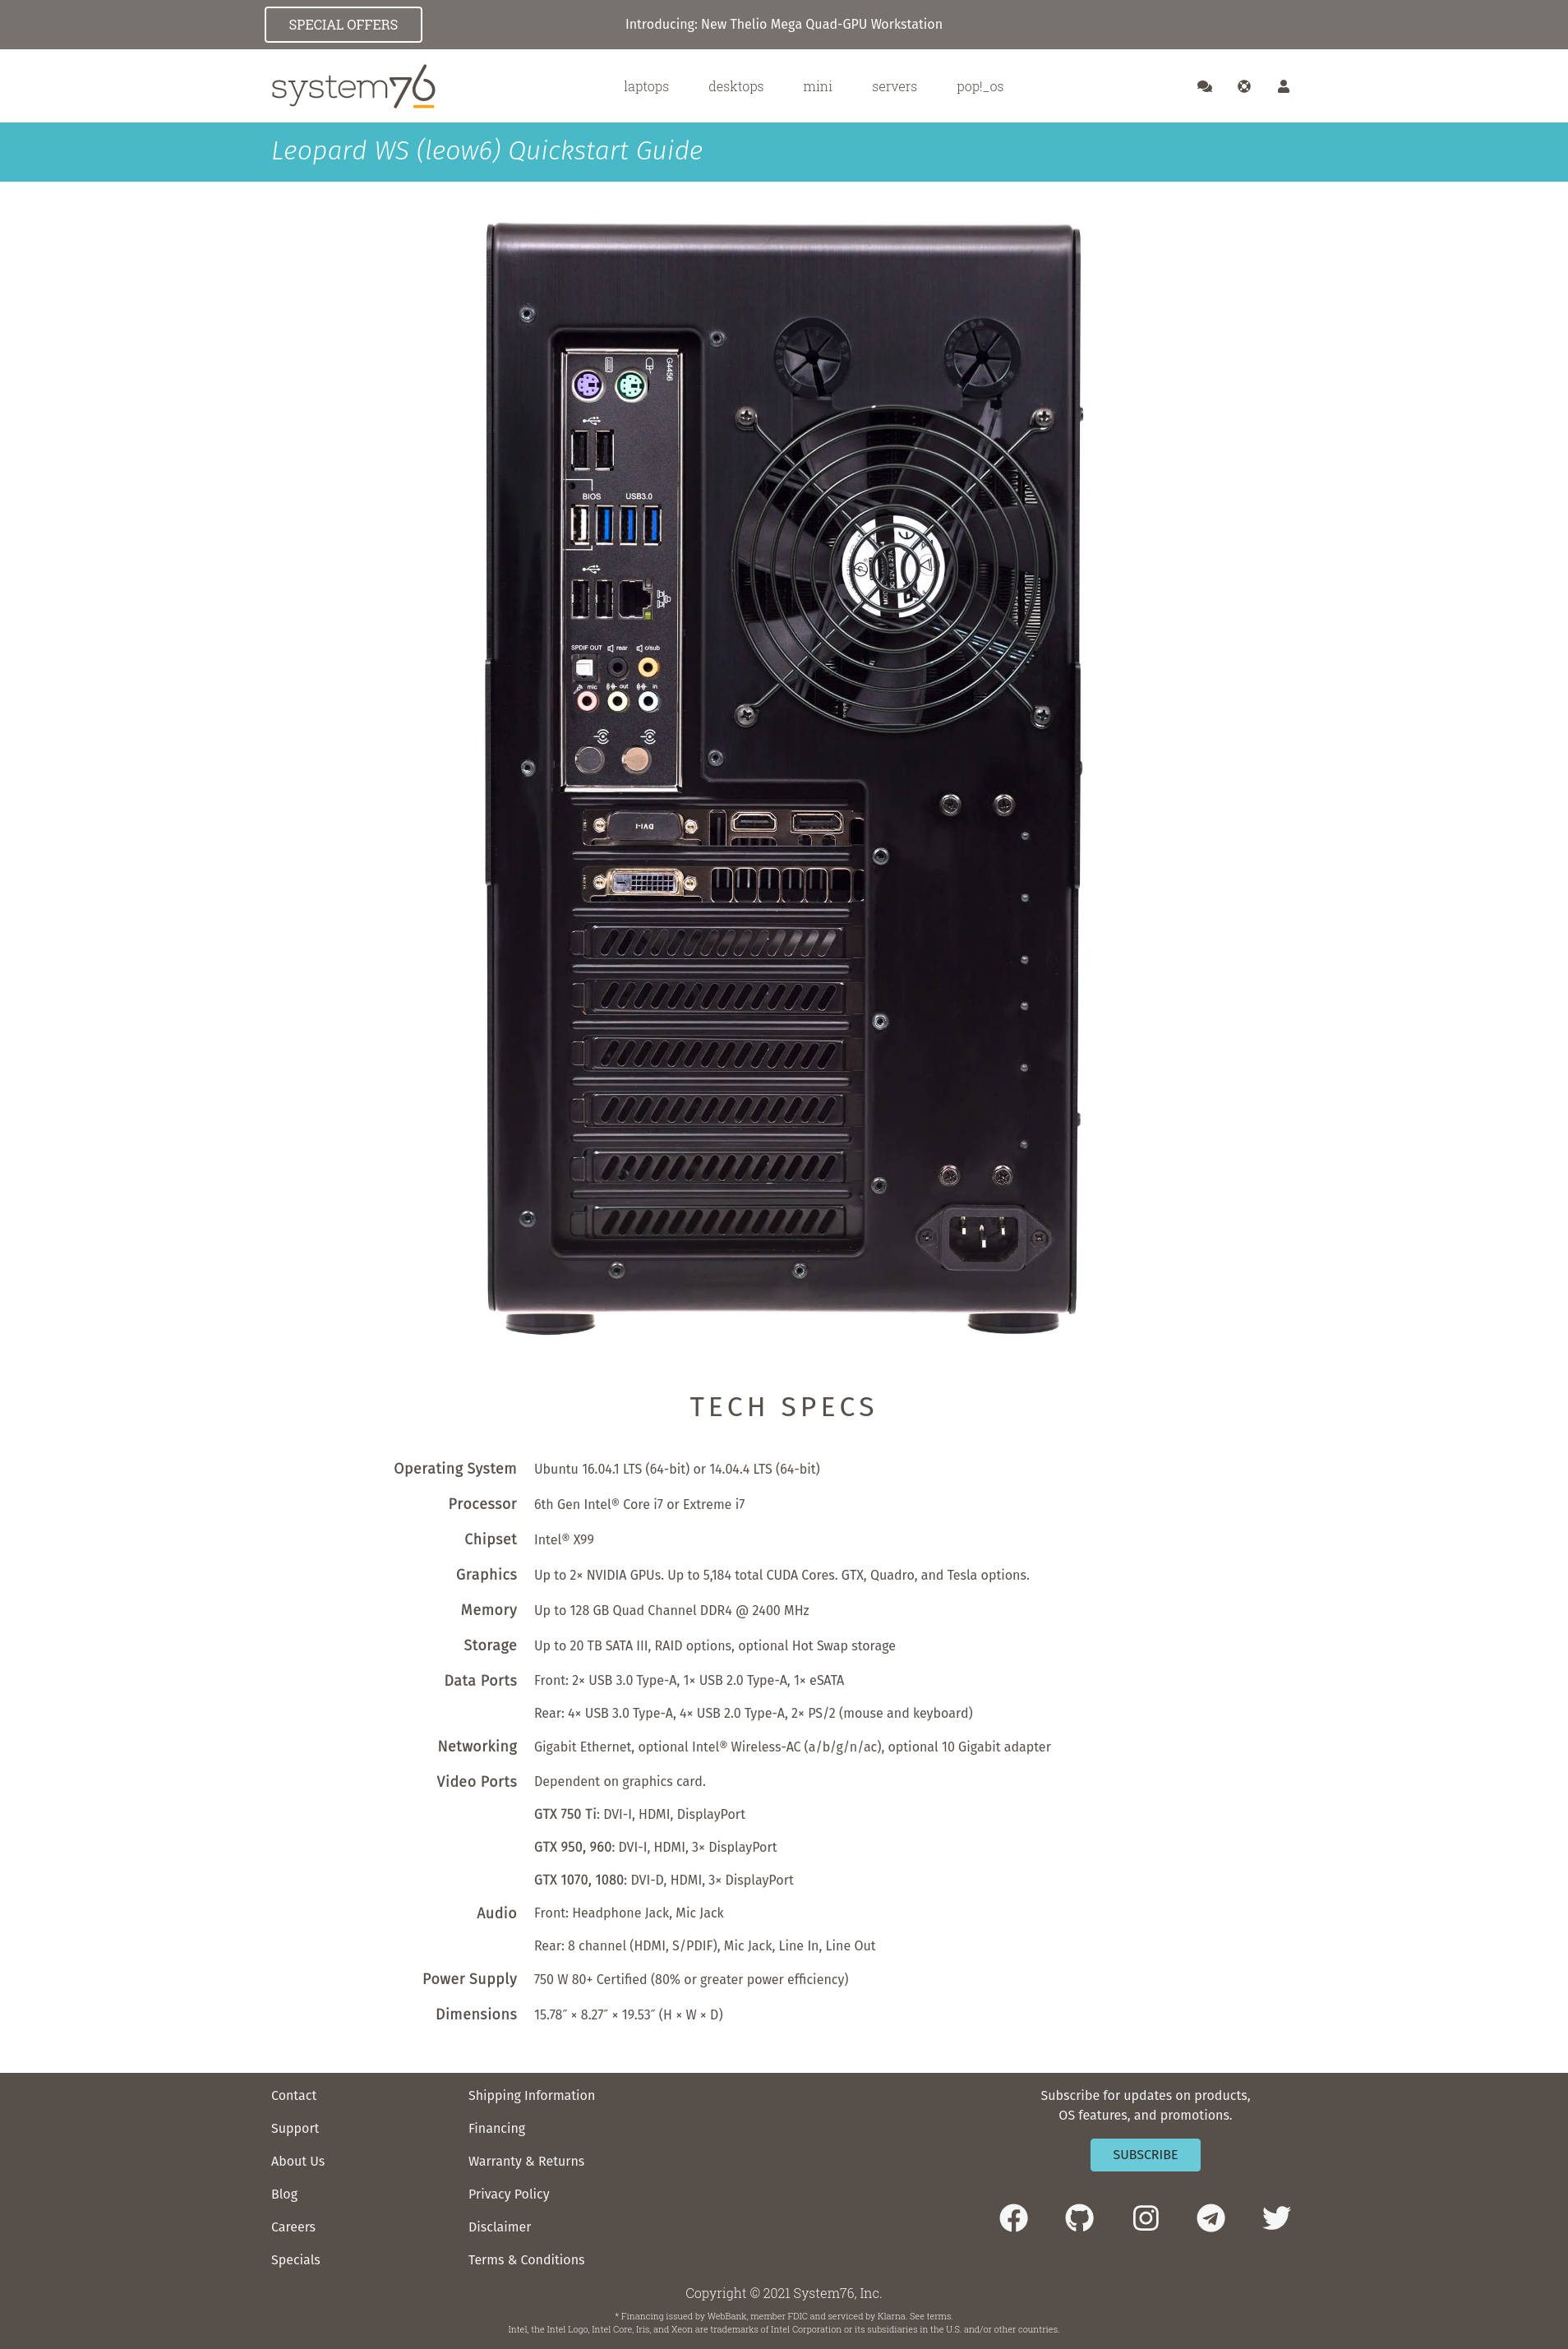 SPECIAL OFFERS
Introducing: New Thelio Mega Quad-GPU Workstation
system76
laptops desktops mini servers pop!_os
Leopard WS (leow6) Quickstart Guide
G4456
BIOS USB3.0
SPDIF OUT rear c/sub
mic out in
DVI-I
TECH SPECS
Operating System Ubuntu 16.04.1 LTS (64-bit) or 14.04.4 LTS (64-bit)
Processor 6th Gen Intel® Core i7 or Extreme i7
Chipset Intel® X99
Graphics Up to 2× NVIDIA GPUs. Up to 5,184 total CUDA Cores. GTX, Quadro, and Tesla options.
Memory Up to 128 GB Quad Channel DDR4 @ 2400 MHz
Storage Up to 20 TB SATA III, RAID options, optional Hot Swap storage
Data Ports Front: 2× USB 3.0 Type-A, 1× USB 2.0 Type-A, 1× eSATA
Rear: 4× USB 3.0 Type-A, 4× USB 2.0 Type-A, 2× PS/2 (mouse and keyboard)
Networking Gigabit Ethernet, optional Intel® Wireless-AC (a/b/g/n/ac), optional 10 Gigabit adapter
Video Ports Dependent on graphics card.
GTX 750 Ti: DVI-I, HDMI, DisplayPort
GTX 950, 960: DVI-I, HDMI, 3× DisplayPort
GTX 1070, 1080: DVI-D, HDMI, 3× DisplayPort
Audio Front: Headphone Jack, Mic Jack
Rear: 8 channel (HDMI, S/PDIF), Mic Jack, Line In, Line Out
Power Supply 750 W 80+ Certified (80% or greater power efficiency)
Dimensions 15.78″ × 8.27″ × 19.53″ (H × W × D)
Contact
Support
About Us
Blog
Careers
Specials
Shipping Information
Financing
Warranty & Returns
Privacy Policy
Disclaimer
Terms & Conditions
Subscribe for updates on products,
OS features, and promotions.
SUBSCRIBE
Copyright © 2021 System76, Inc.
* Financing issued by WebBank, member FDIC and serviced by Klarna. See terms.
Intel, the Intel Logo, Intel Core, Iris, and Xeon are trademarks of Intel Corporation or its subsidiaries in the U.S. and/or other countries.